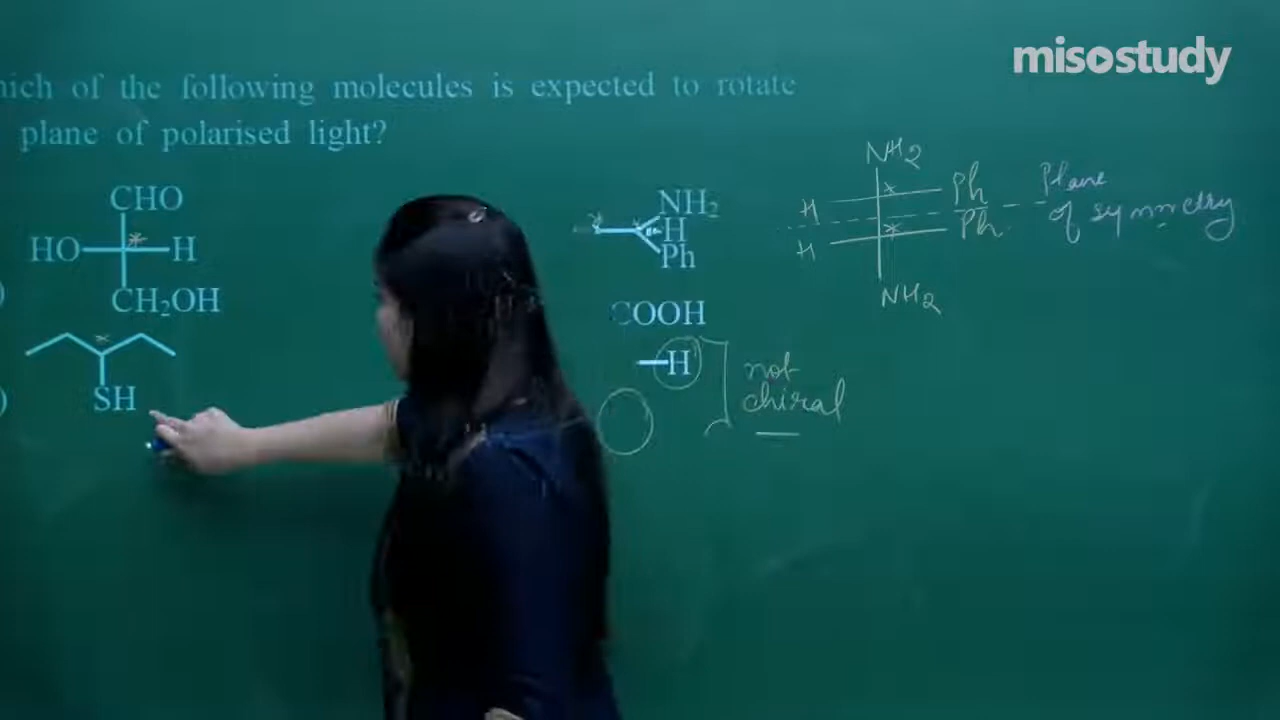 misostudy
hich of the following molecules is expected to rotate
plane of polarised light?
CHO
HO H
CH₂OH
SH
NH₂
H
Ph
COOH
H
not
chiral
NH₂
H Ph Plane
H Ph of symmetry
NH₂